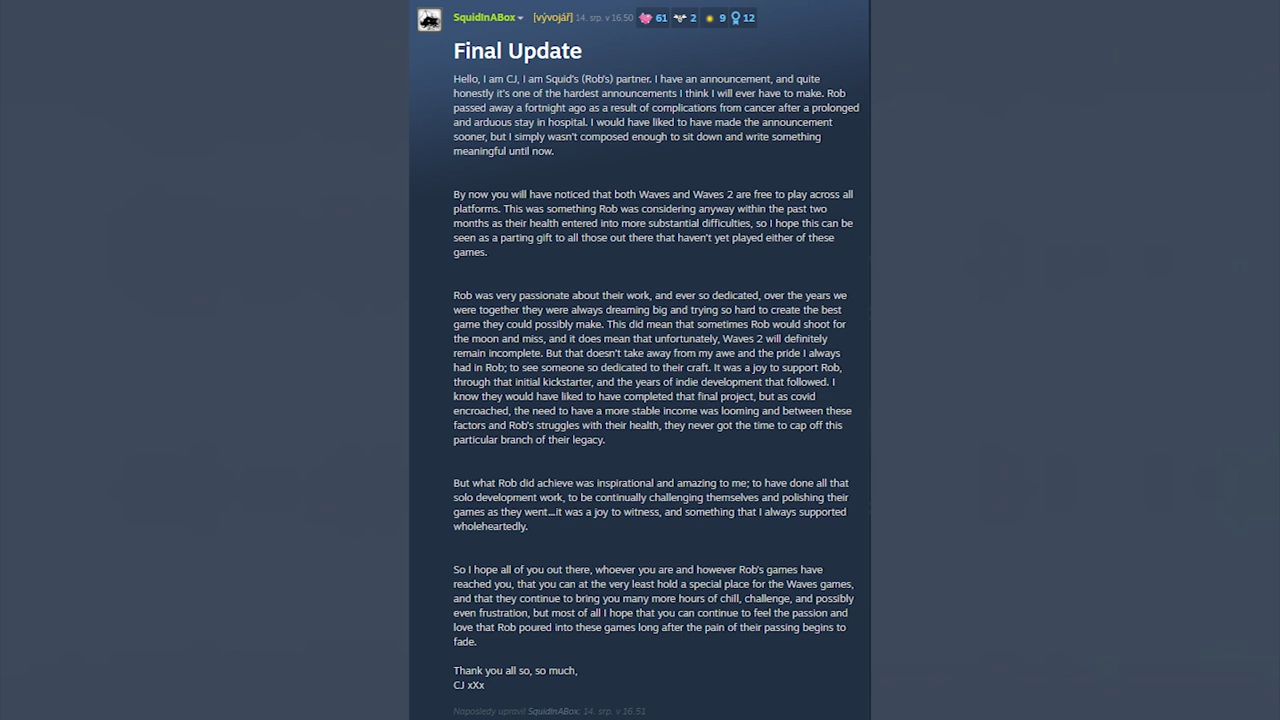 SquidInABox [vývojář] 14. srp. v 16.50 61 2 9 12
Final Update
Hello, I am CJ, I am Squid's (Rob's) partner. I have an announcement, and quite
honestly it's one of the hardest announcements I think I will ever have to make. Rob
passed away a fortnight ago as a result of complications from cancer after a prolonged
and arduous stay in hospital. I would have liked to have made the announcement
sooner, but I simply wasn't composed enough to sit down and write something
meaningful until now.
By now you will have noticed that both Waves and Waves 2 are free to play across all
platforms. This was something Rob was considering anyway within the past two
months as their health entered into more substantial difficulties, so I hope this can be
seen as a parting gift to all those out there that haven't yet played either of these
games.
Rob was very passionate about their work, and ever so dedicated, over the years we
were together they were always dreaming big and trying so hard to create the best
game they could possibly make. This did mean that sometimes Rob would shoot for
the moon and miss, and it does mean that unfortunately, Waves 2 will definitely
remain incomplete. But that doesn't take away from my awe and the pride I always
had in Rob; to see someone so dedicated to their craft. It was a joy to support Rob,
through that initial kickstarter, and the years of indie development that followed. I
know they would have liked to have completed that final project, but as covid
encroached, the need to have a more stable income was looming and between these
factors and Rob's struggles with their health, they never got the time to cap off this
particular branch of their legacy.
But what Rob did achieve was inspirational and amazing to me; to have done all that
solo development work, to be continually challenging themselves and polishing their
games as they went...it was a joy to witness, and something that I always supported
wholeheartedly.
So I hope all of you out there, whoever you are and however Rob's games have
reached you, that you can at the very least hold a special place for the Waves games,
and that they continue to bring you many more hours of chill, challenge, and possibly
even frustration, but most of all I hope that you can continue to feel the passion and
love that Rob poured into these games long after the pain of their passing begins to
fade.
Thank you all so, so much,
CJ xXx
Naposledy upravil SquidInABox; 14. srp. v 16.51